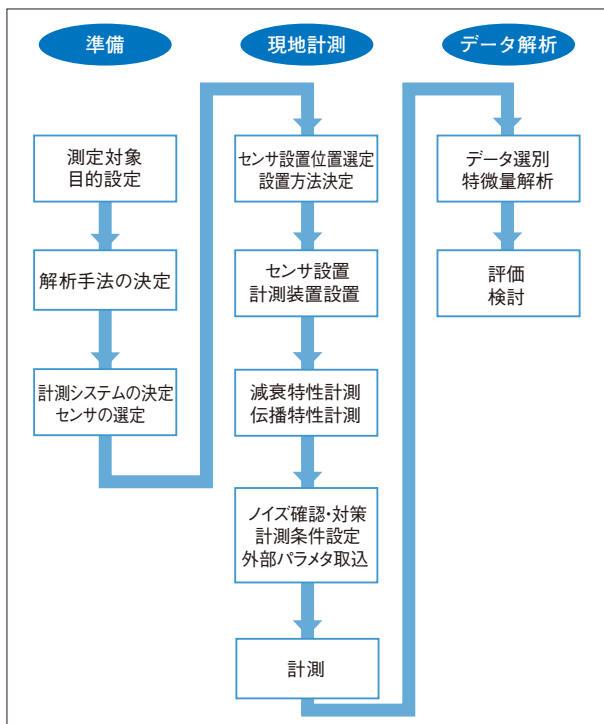 準備
測定対象
目的設定
解析手法の決定
計測システムの決定
センサの選定
現地計測
センサ設置位置選定
設置方法決定
センサ設置
計測装置設置
減衰特性計測
伝播特性計測
ノイズ確認・対策
計測条件設定
外部パラメタ取込
計測
データ解析
データ選別
特徴量解析
評価
検討